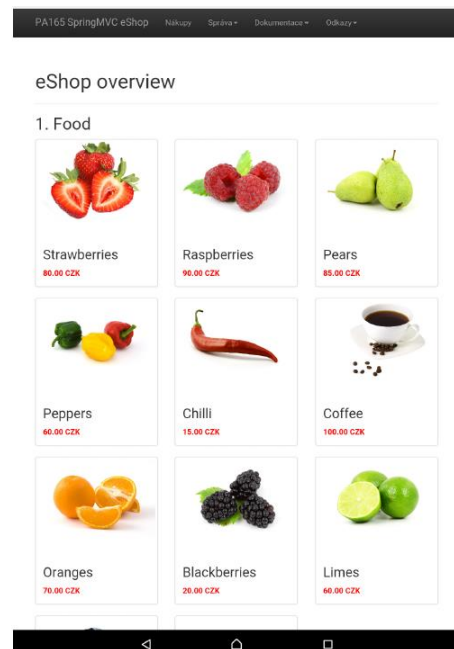 PA165 SpringMVC eShop Nákupy Správa Dokumentace Odkazy
eShop overview
1. Food
Strawberries Raspberries Pears
80.00 CZK 90.00 CZK 85.00 CZK
Peppers Chilli Coffee
60.00 CZK 15.00 CZK 100.00 CZK
Oranges Blackberries Limes
70.00 CZK 20.00 CZK 60.00 CZK